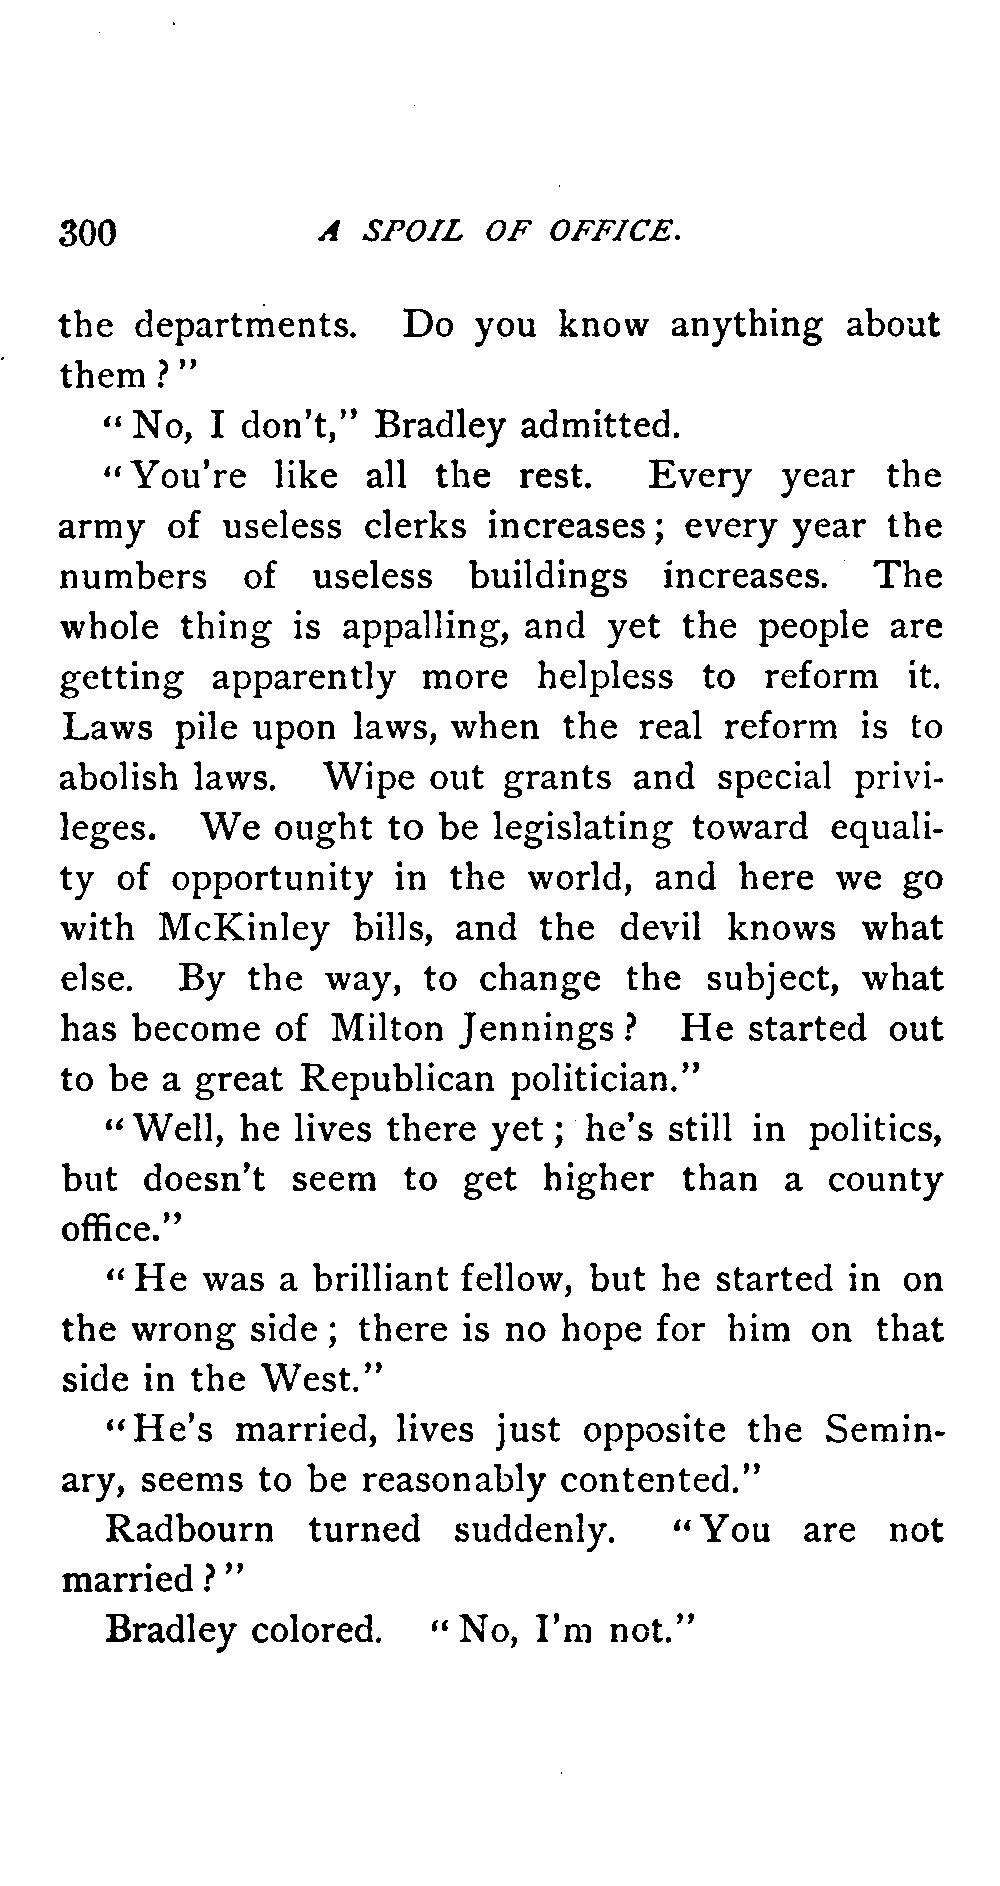 300 A SPOIL OF OFFICE.
the departments. Do you know anything about
them?"
"No, I don't," Bradley admitted.
"You're like all the rest. Every year the
army of useless clerks increases; every year the
numbers of useless buildings increases. The
whole thing is appalling, and yet the people are
getting apparently more helpless to reform it.
Laws pile upon laws, when the real reform is to
abolish laws. Wipe out grants and special privi-
leges. We ought to be legislating toward equali-
ty of opportunity in the world, and here we go
with McKinley bills, and the devil knows what
else. By the way, to change the subject, what
has become of Milton Jennings? He started out
to be a great Republican politician."
"Well, he lives there yet; he's still in politics,
but doesn't seem to get higher than a county
office."
"He was a brilliant fellow, but he started in on
the wrong side; there is no hope for him on that
side in the West."
"He's married, lives just opposite the Semin-
ary, seems to be reasonably contented."
Radbourn turned suddenly. "You are not
married?"
Bradley colored. "No, I'm not."